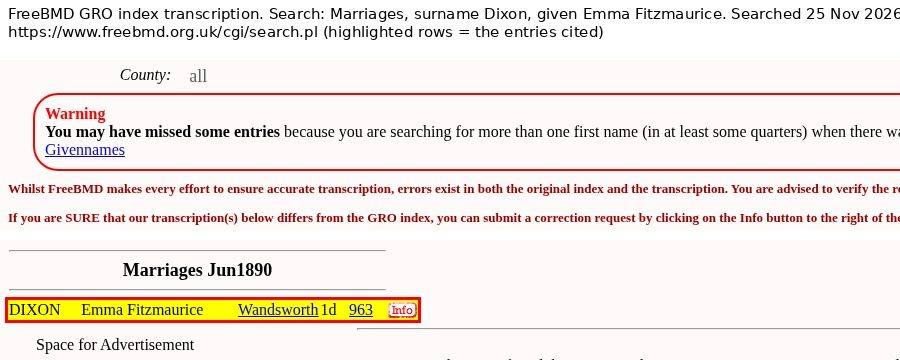 FreeBMD GRO index transcription. Search: Marriages, surname Dixon, given Emma Fitzmaurice. Searched 25 Nov 2026
https://www.freebmd.org.uk/cgi/search.pl (highlighted rows = the entries cited)
County: all
Warning
You may have missed some entries because you are searching for more than one first name (in at least some quarters) when there
Givennames
Whilst FreeBMD makes every effort to ensure accurate transcription, errors exist in both the original index and the transcription. You are advised to verify the
If you are SURE that our transcription(s) below differs from the GRO index, you can submit a correction request by clicking on the Info button to the right of the
Marriages Jun1890
DIXON Emma Fitzmaurice Wandsworth 1d 963 Info
Space for Advertisement